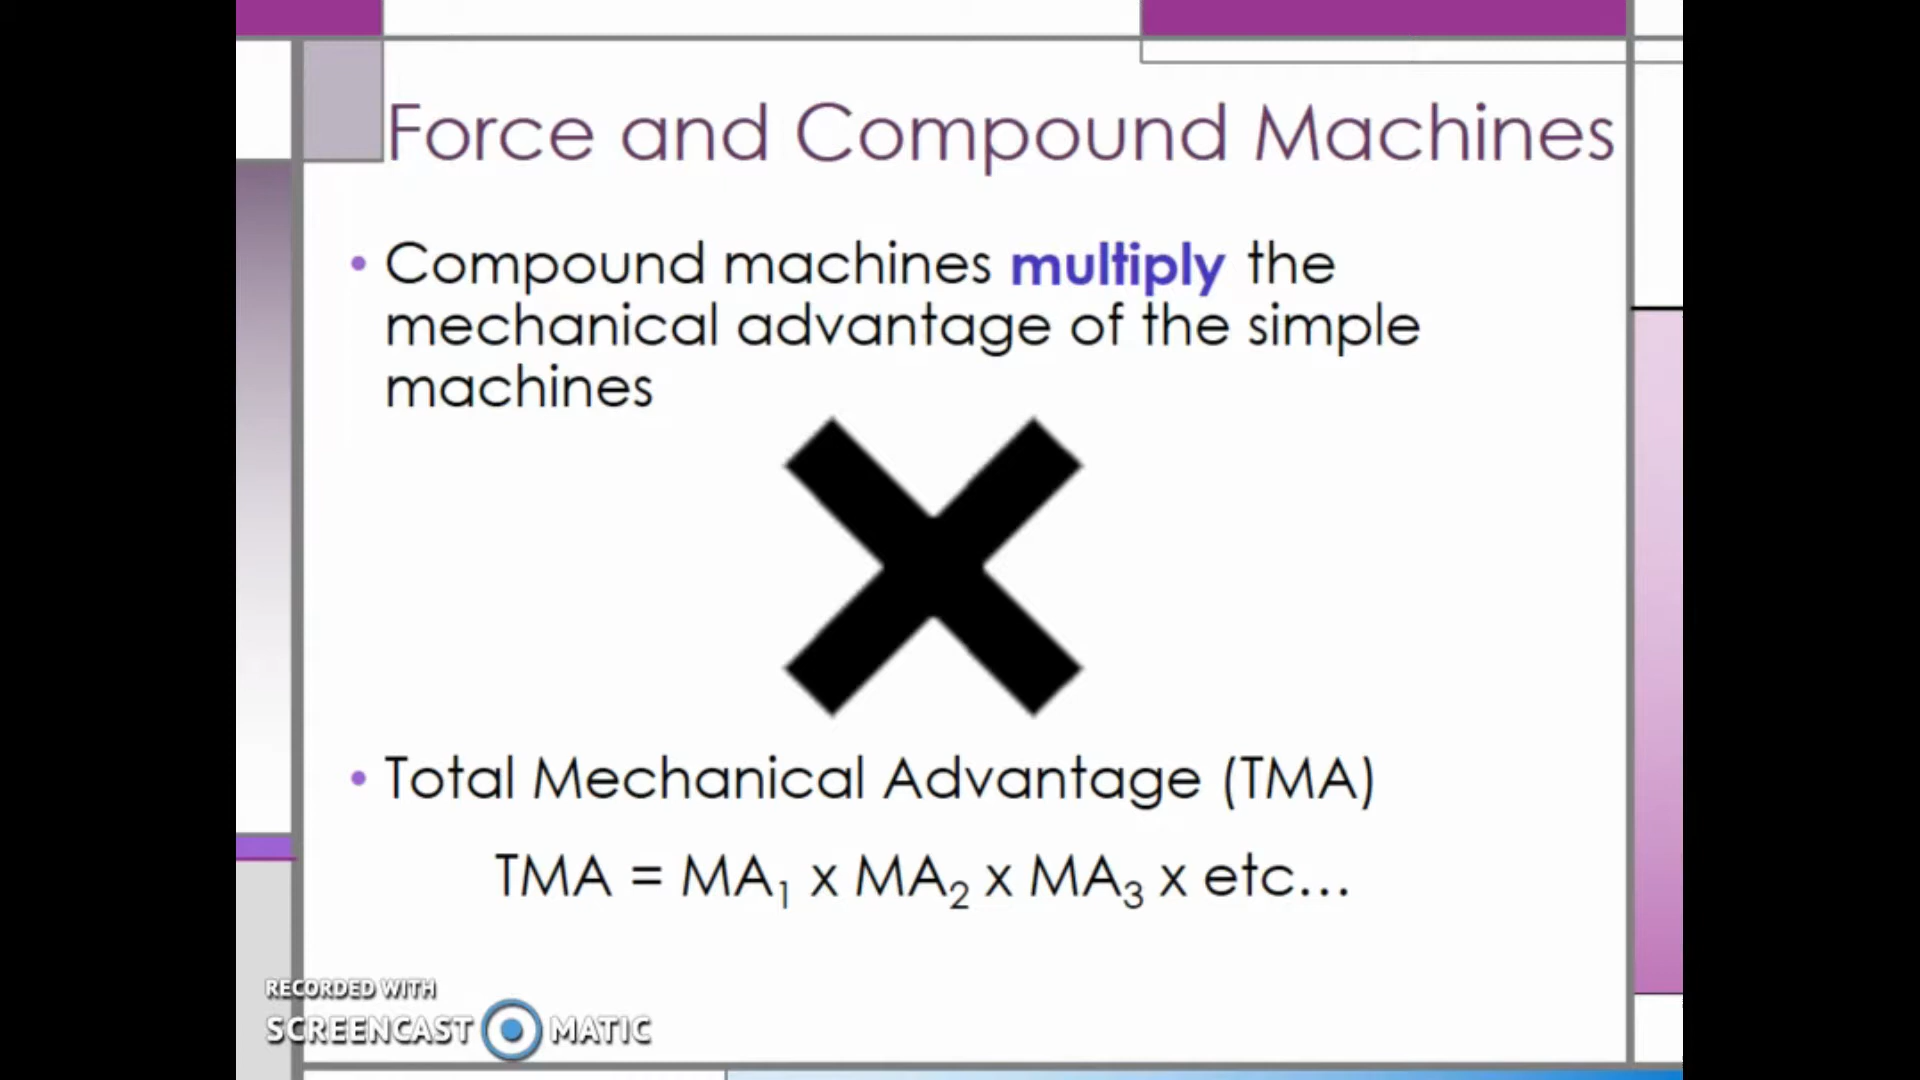 Force and Compound Machines
• Compound machines multiply the
mechanical advantage of the simple
machines
• Total Mechanical Advantage (TMA)
TMA = MA₁ x MA₂ x MA₃ x etc...
RECORDED WITH
SCREENCAST MATIC